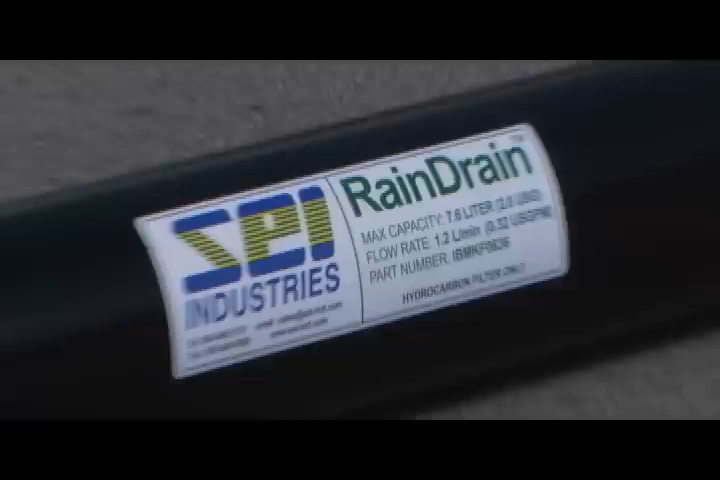 SPI
INDUSTRIES
RainDrain™
MAX CAPACITY: 7.6 LITER (2.0 USG)
FLOW RATE: 1.2 L/min (0.32 USGPM)
PART NUMBER:
HYDROCARBON FILTER ONLY